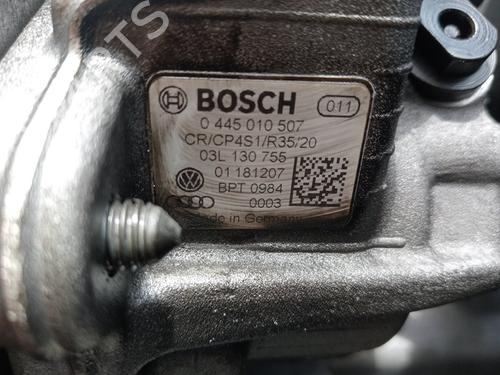 PARTS
BOSCH 011
0 445 010 507
CR/CP4S1/R35/20
03L 130 755
01 181207
BPT 0984
0003
Made in Germany